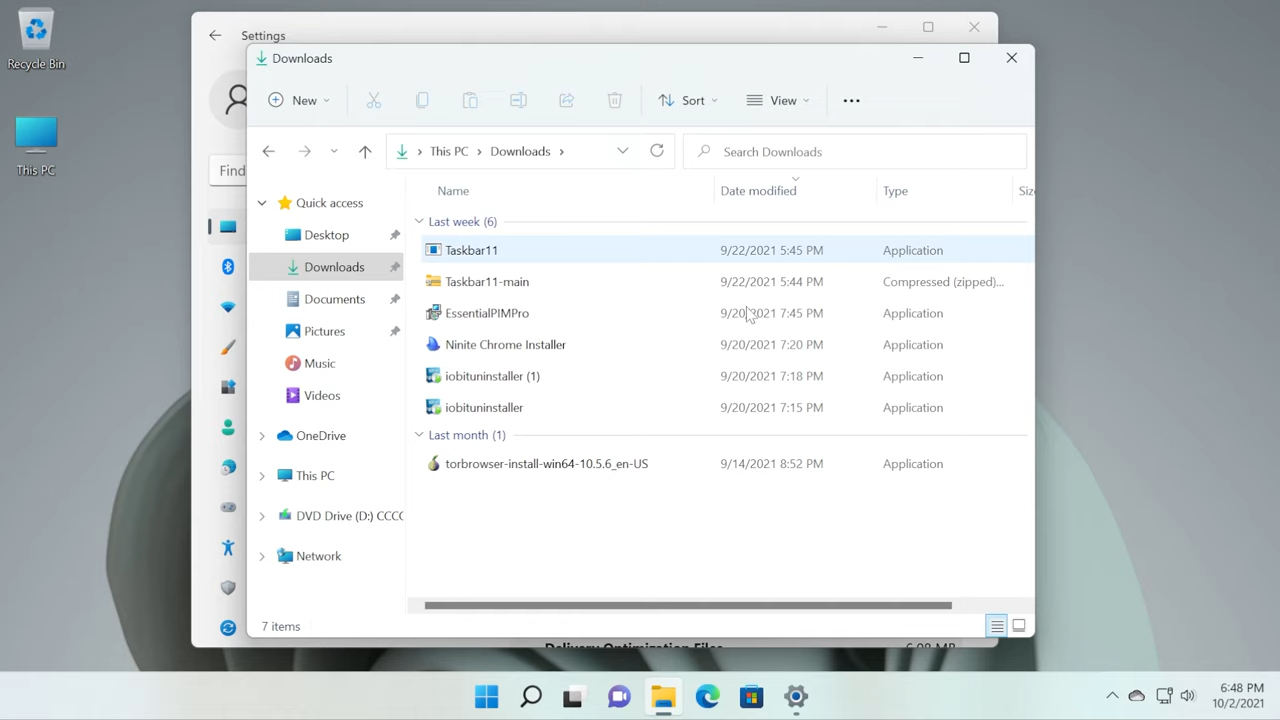 Recycle Bin
This PC
Settings
Find
Downloads
New
Sort
View
This PC
Downloads
Search Downloads
Name
Date modified
Type
Siz
Quick access
Desktop
Downloads
Documents
Pictures
Music
Videos
OneDrive
This PC
DVD Drive (D:) CCC
Network
Last week (6)
Taskbar11 9/22/2021 5:45 PM Application
Taskbar11-main 9/22/2021 5:44 PM Compressed (zipped)...
EssentialPIMPro 9/20/2021 7:45 PM Application
Ninite Chrome Installer 9/20/2021 7:20 PM Application
iobituninstaller (1) 9/20/2021 7:18 PM Application
iobituninstaller 9/20/2021 7:15 PM Application
Last month (1)
torbrowser-install-win64-10.5.6_en-US 9/14/2021 8:52 PM Application
7 items
Delivery Optimization Files
6:48 PM
10/2/2021